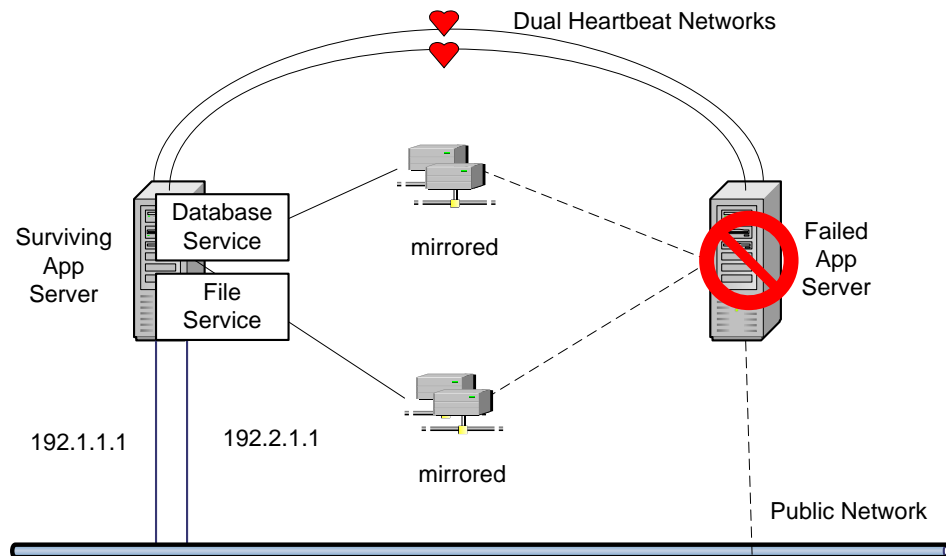 Dual Heartbeat Networks
Database
Service
mirrored
Surviving
App
Server
Failed
App
Server
File
Service
192.1.1.1
192.2.1.1
mirrored
Public Network